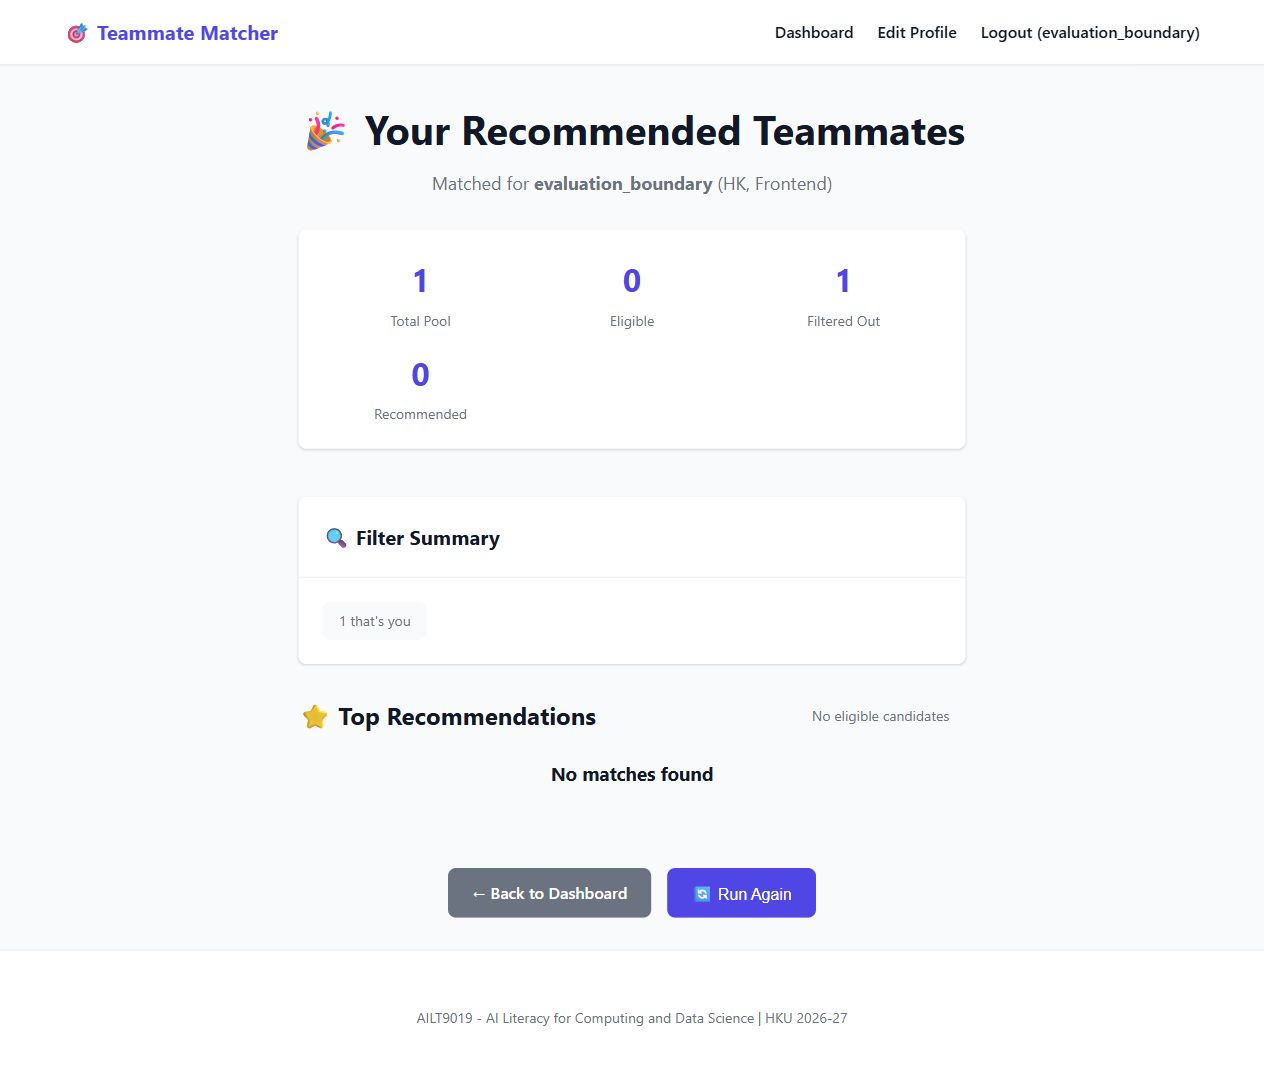 Teammate Matcher
Dashboard Edit Profile Logout (evaluation_boundary)
Your Recommended Teammates
Matched for evaluation_boundary (HK, Frontend)
1
Total Pool
0
Eligible
1
Filtered Out
0
Recommended
Filter Summary
1 that's you
Top Recommendations
No eligible candidates
No matches found
← Back to Dashboard
Run Again
AILT9019 - AI Literacy for Computing and Data Science | HKU 2026-27